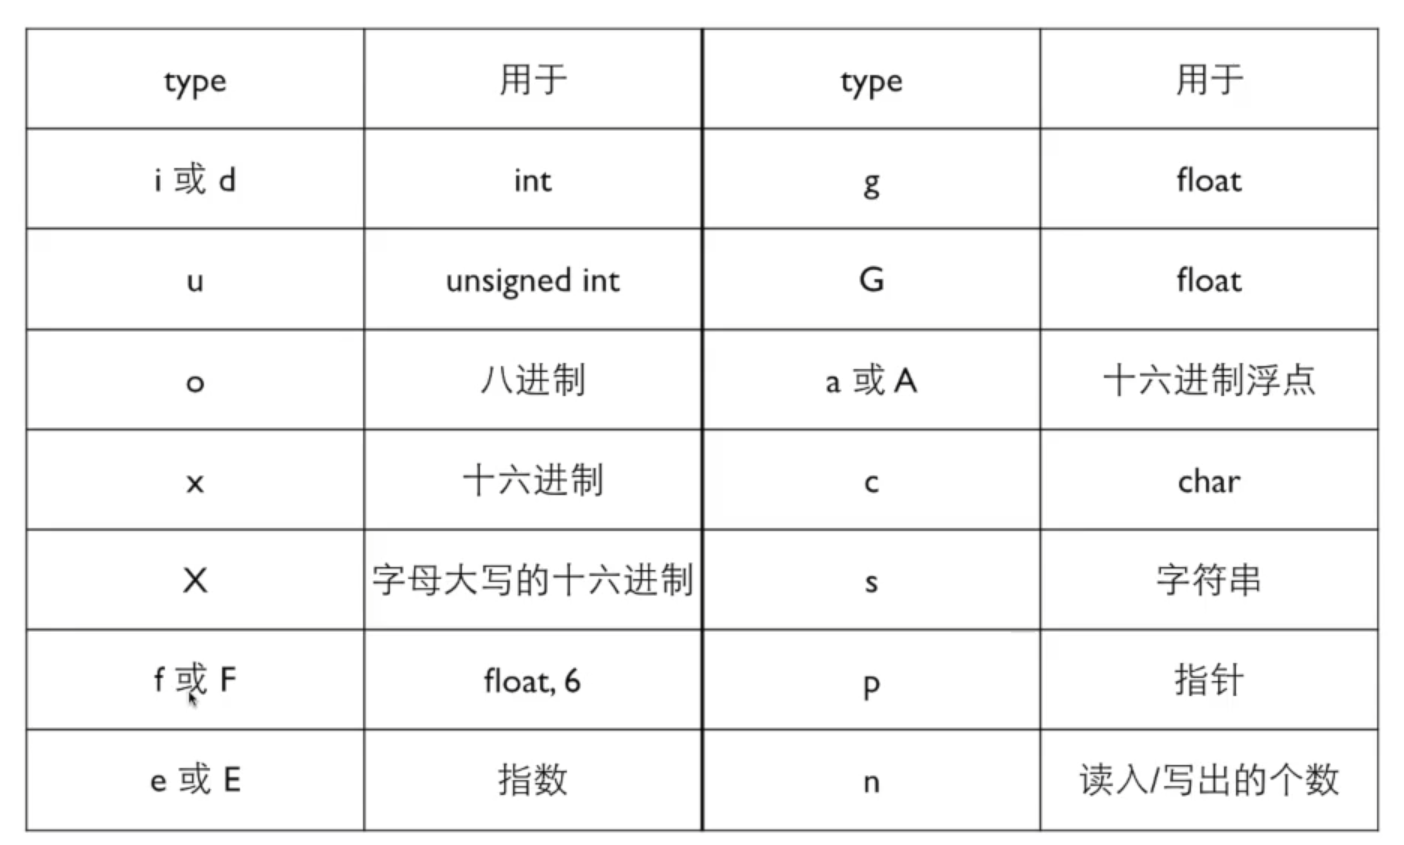 type 用于 type 用于
i 或 d int g float
u unsigned int G float
o 八进制 a 或 A 十六进制浮点
x 十六进制 c char
X 字母大写的十六进制 s 字符串
f 或 F float, 6 p 指针
e 或 E 指数 n 读入/写出的个数